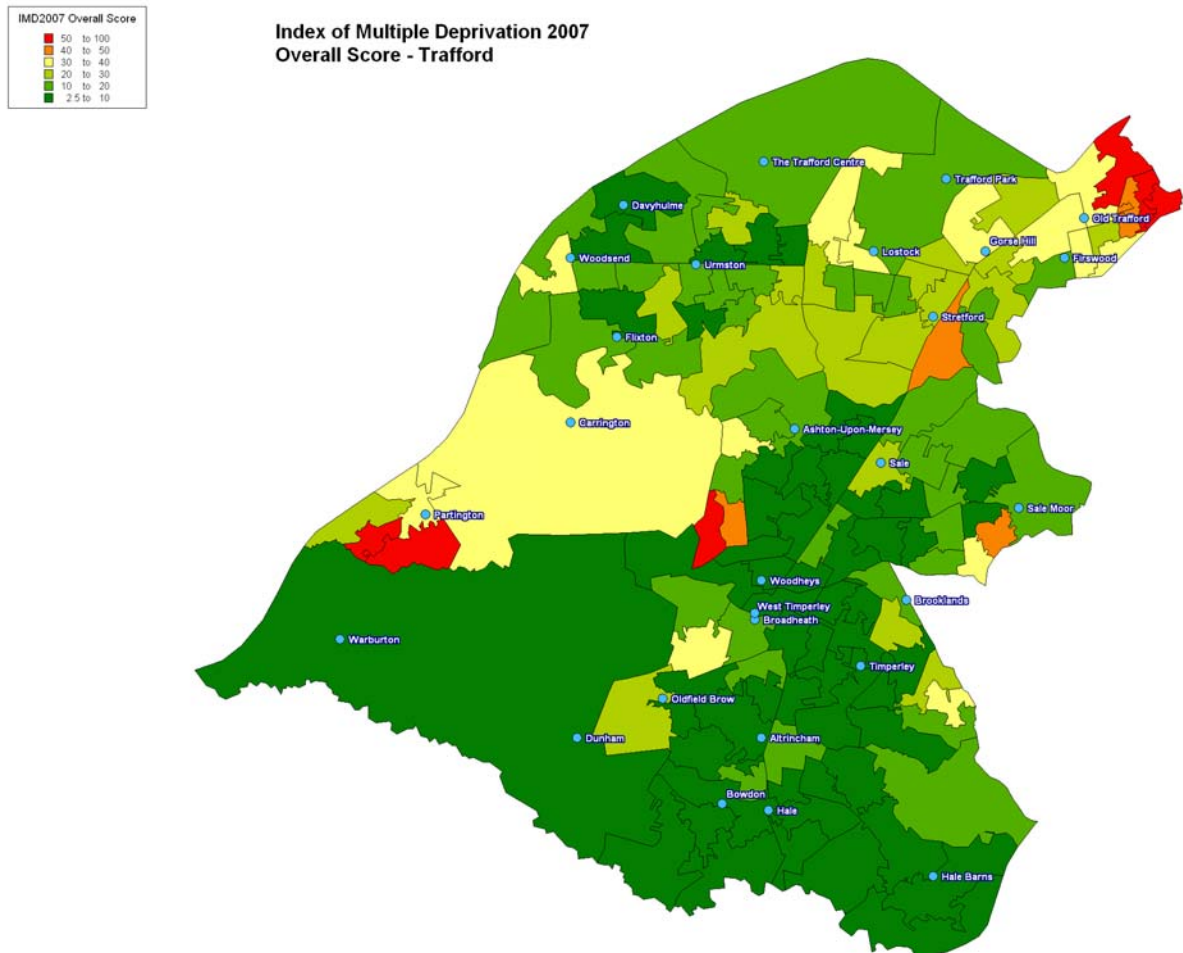 IMD2007 Overall Score
50 to 100
40 to 50
30 to 40
20 to 30
10 to 20
2.5 to 10
Index of Multiple Deprivation 2007
Overall Score - Trafford
The Trafford Centre
Trafford Park
Davyhulme
Old Trafford
Gorse Hill
Lostock
Woodsend
Urmston
Firswood
Stretford
Flixton
Carrington
Ashton-Upon-Mersey
Sale
Partington
Sale Moor
Woodheys
Brooklands
West Timperley
Broadheath
Warburton
Timperley
Oldfield Brow
Dunham
Altrincham
Bowdon
Hale
Hale Barns